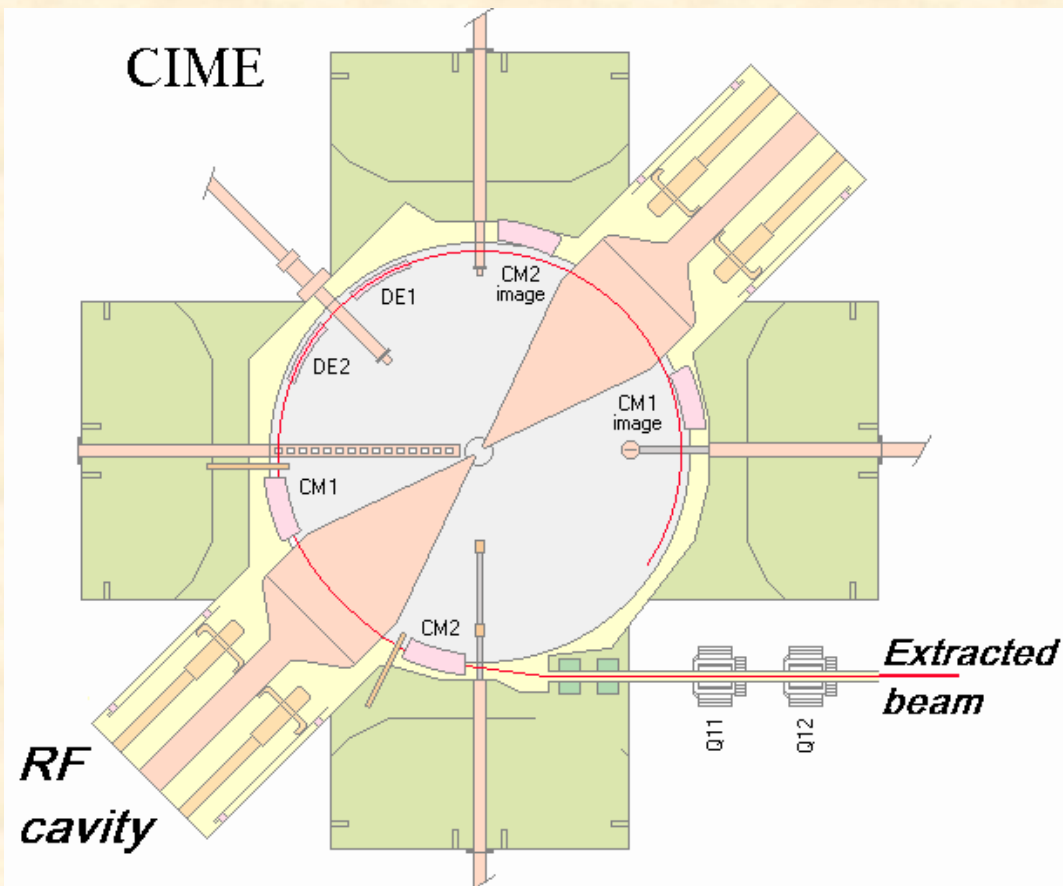 CIME
CM2
image
DE1
DE2
CM1
image
CM1
CM2
Extracted
beam
Q11
Q12
RF
cavity